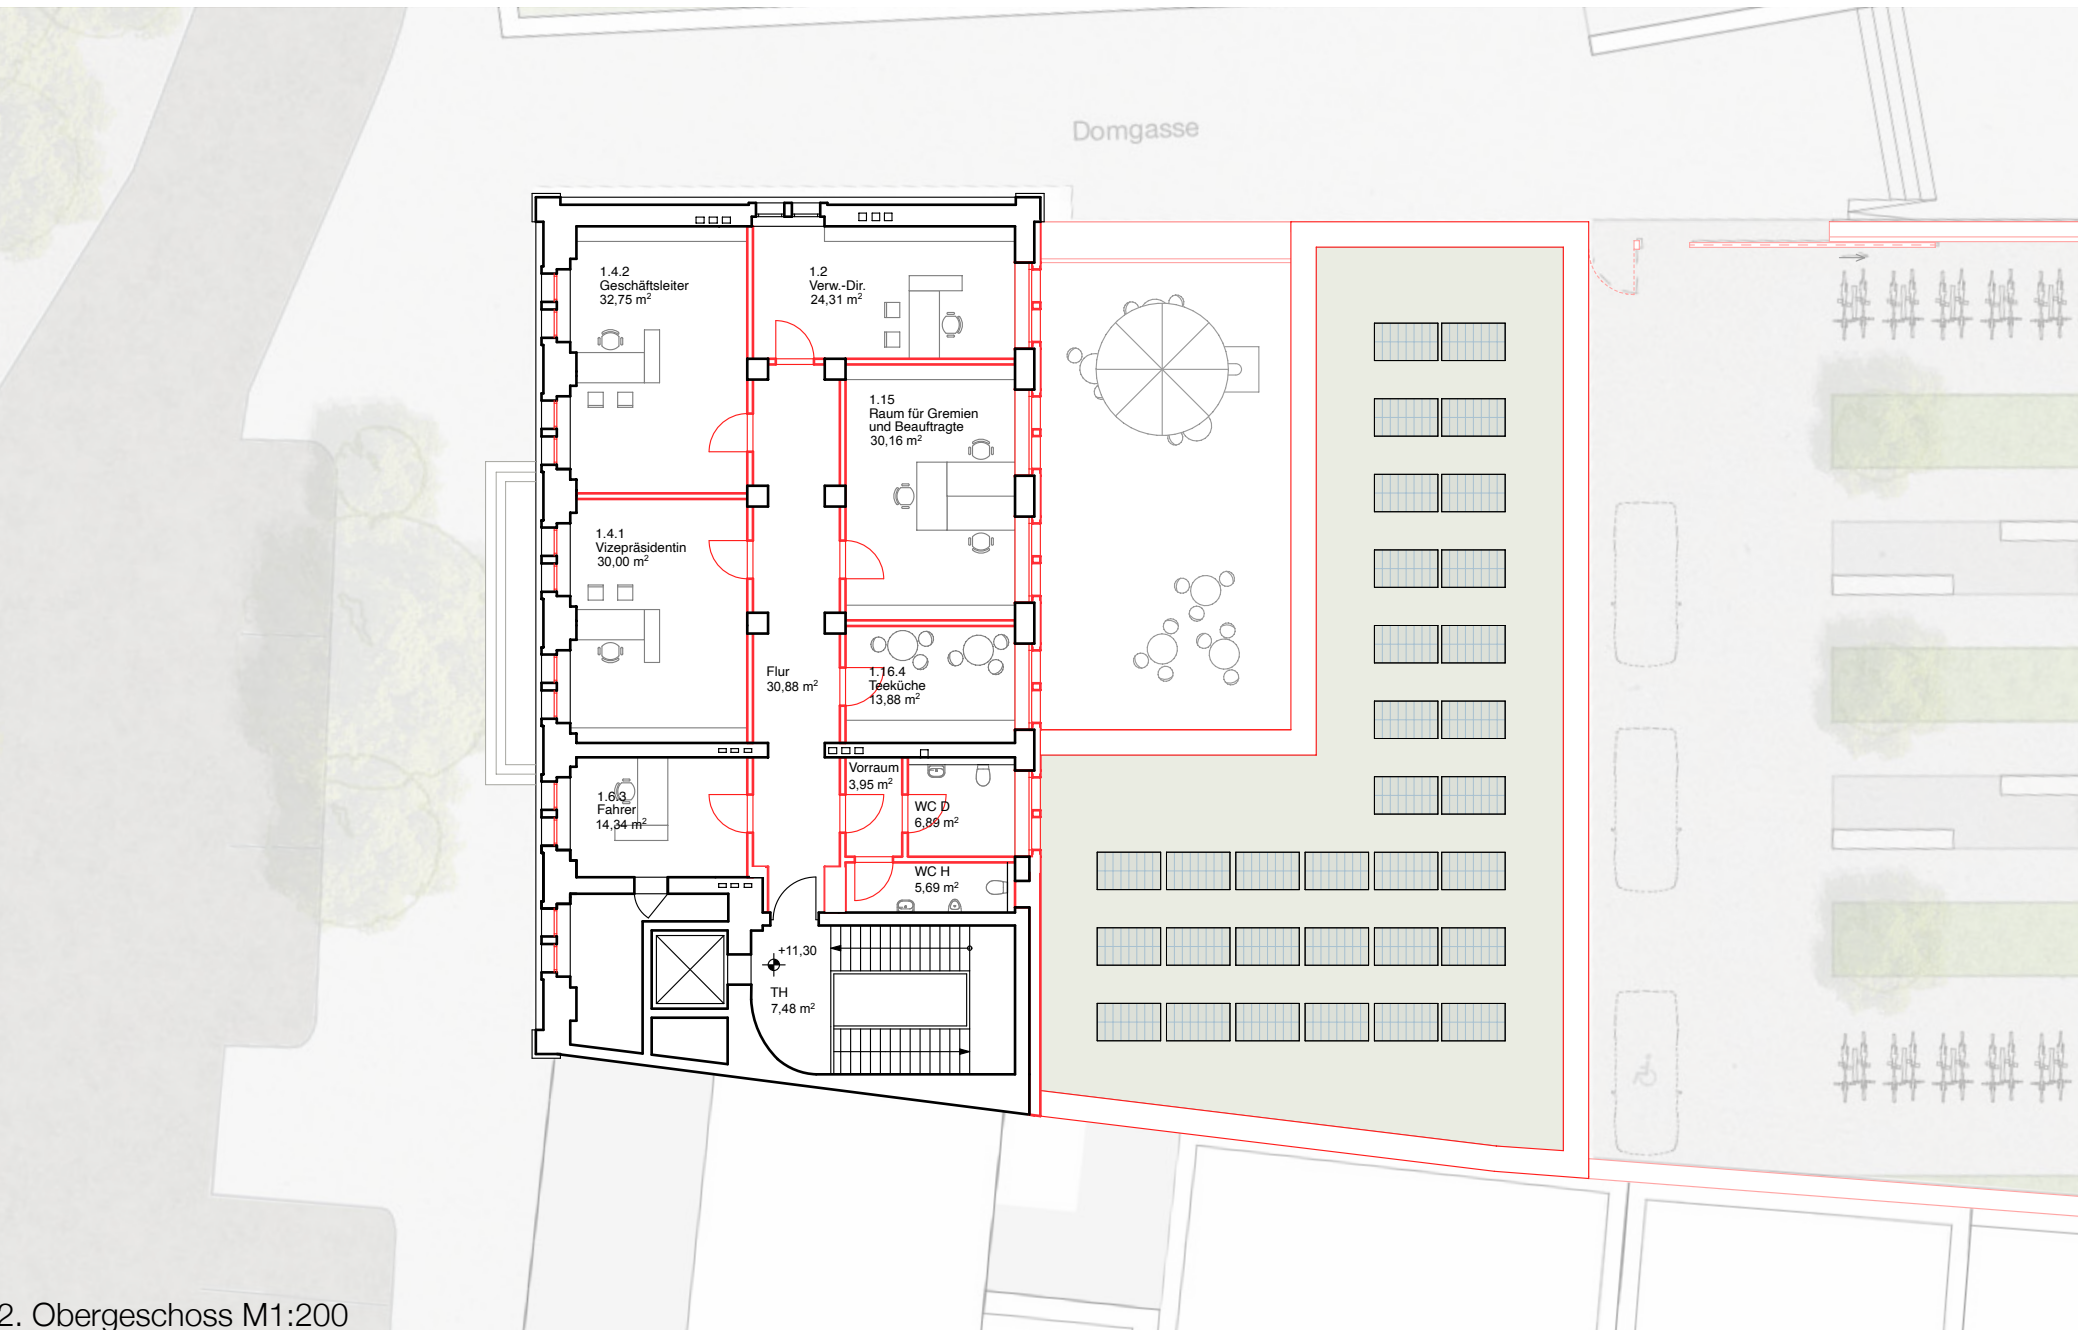 Domgasse
1.4.2
Geschäftsleiter
32,75 m²
1.2
Verw.-Dir.
24,31 m²
1.15
Raum für Gremien
und Beauftragte
30,16 m²
1.4.1
Vizepräsidentin
30,00 m²
Flur
30,88 m²
1.16.4
Teeküche
13,88 m²
Vorraum
3,95 m²
1.6.3
Fahrer
14,34 m²
WC D
6,89 m²
WC H
5,69 m²
+11,30
TH
7,48 m²
2. Obergeschoss M1:200